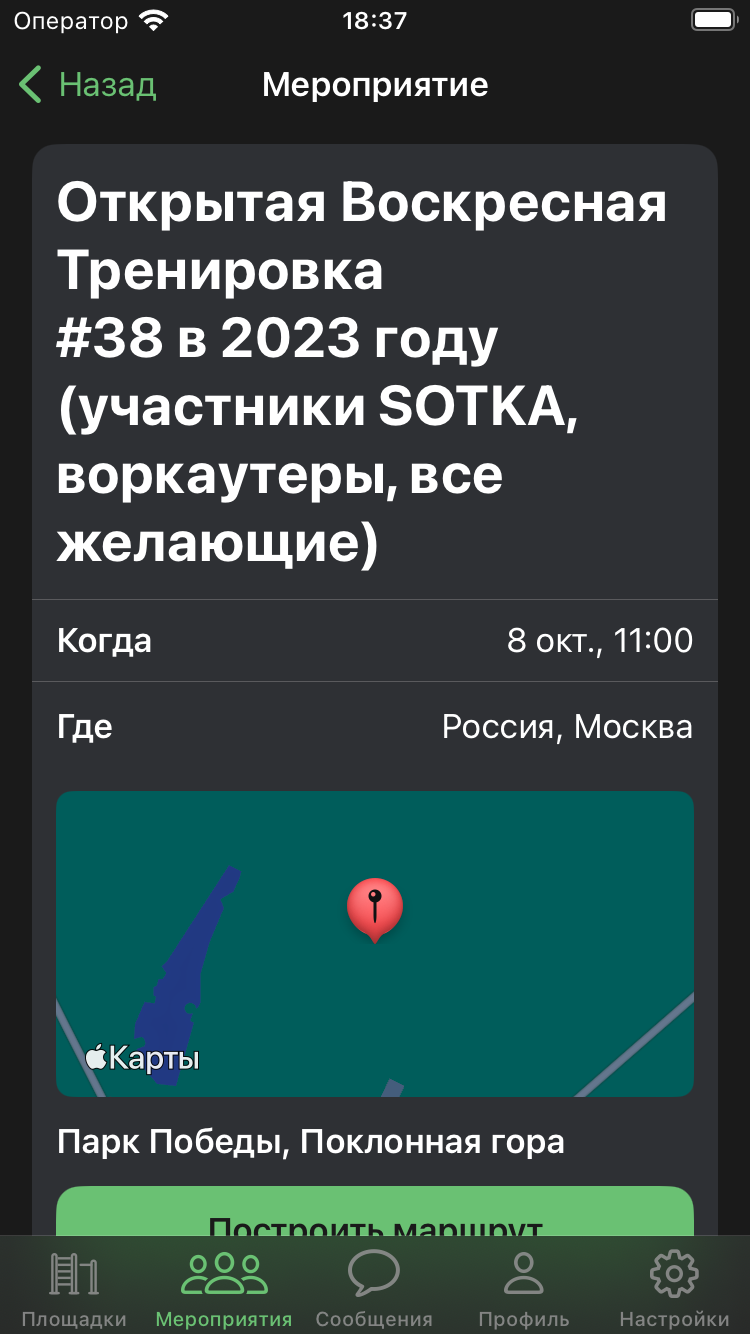 Оператор 18:37
Назад Мероприятие
Открытая Воскресная
Тренировка
#38 в 2023 году
(участники SOTKA,
воркаутеры, все
желающие)
Когда 8 окт., 11:00
Где Россия, Москва
Карты
Парк Победы, Поклонная гора
Построить маршрут
Площадки Мероприятия Сообщения Профиль Настройки